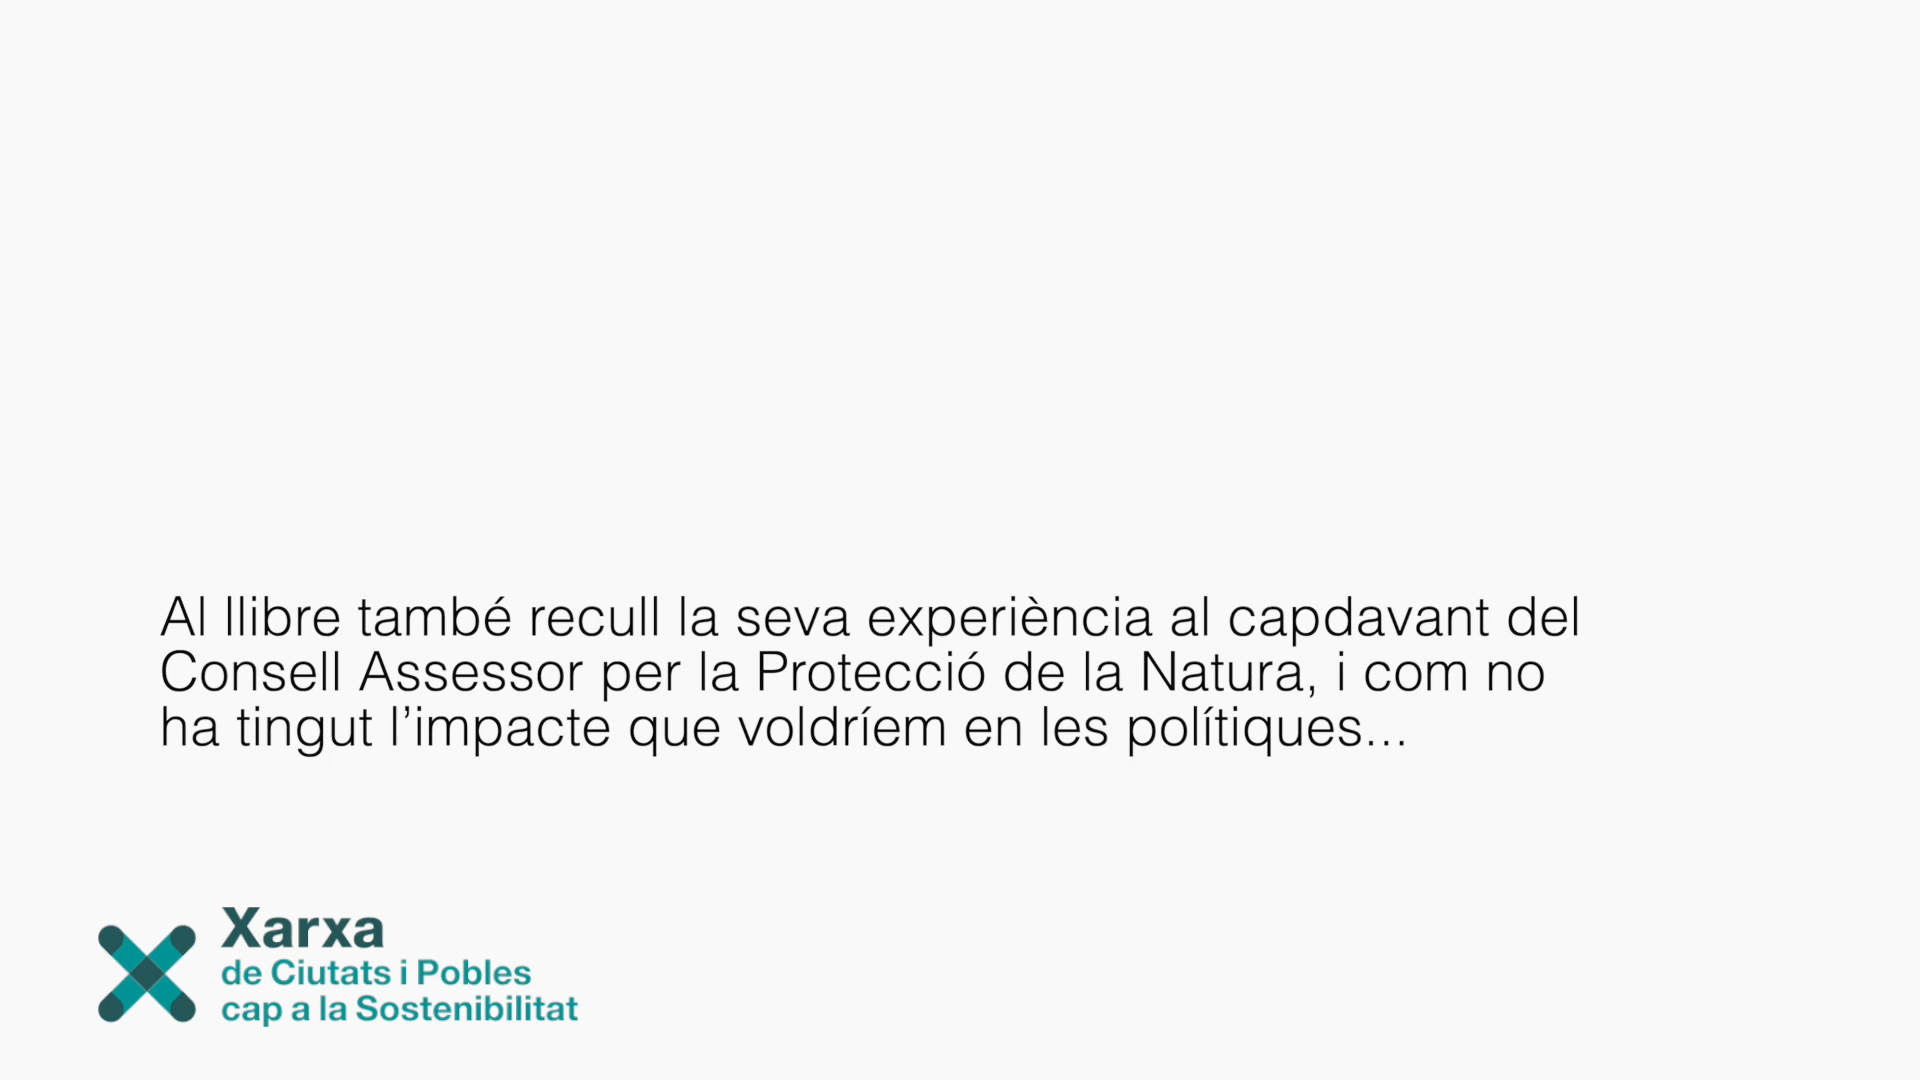 Al llibre també recull la seva experiència al capdavant del
Consell Assessor per la Protecció de la Natura, i com no
ha tingut l’impacte que voldríem en les polítiques...
Xarxa
de Ciutats i Pobles
cap a la Sostenibilitat